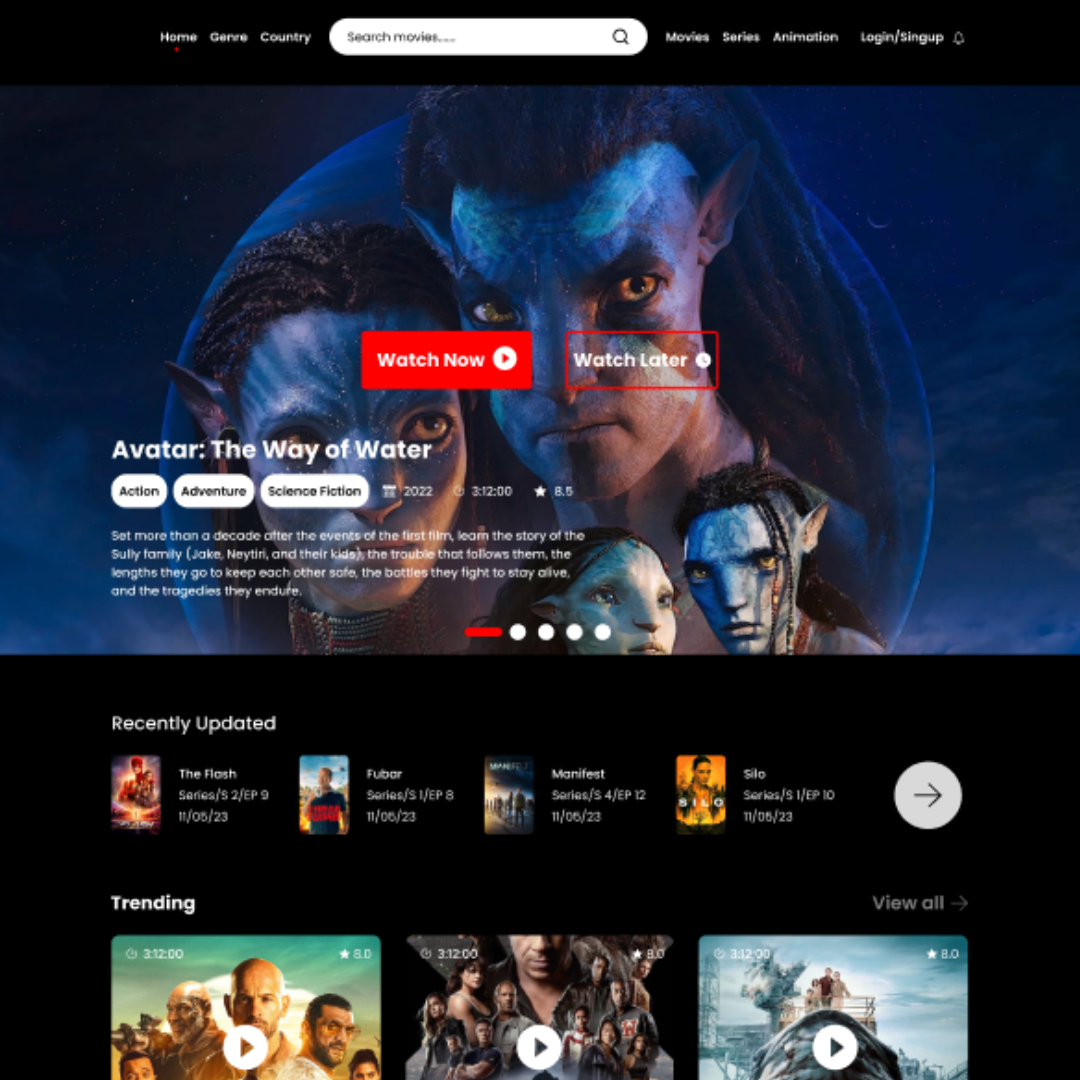 Home Genre Country Search movies...... Movies Series Animation Login/Singup
Watch Now Watch Later
Avatar: The Way of Water
Action Adventure Science Fiction 2022 3:12:00 8.5
Set more than a decade after the events of the first film, learn the story of the
Sully family (Jake, Neytiri, and their kids), the trouble that follows them, the
lengths they go to keep each other safe, the battles they fight to stay alive,
and the tragedies they endure.
Recently Updated
The Flash
Series/S 2/EP 9
11/05/23
Fubar
Series/S 1/EP 8
11/05/23
MANIFEST
Manifest
Series/S 4/EP 12
11/05/23
SILO
Silo
Series/S 1/EP 10
11/05/23
Trending View all
3:12:00 8.0
3:12:00 8.0
3:12:00 8.0